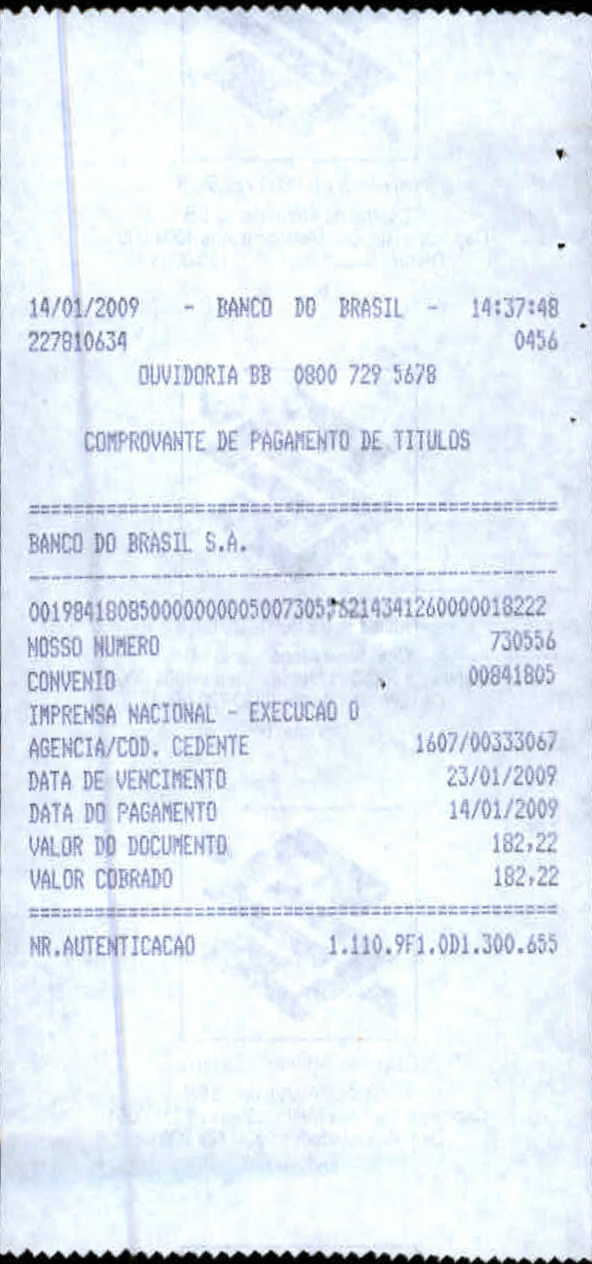 14/01/2009 - BANCO DO BRASIL - 14:37:48
227810634 0456
OUVIDORIA BB 0800 729 5678
COMPROVANTE DE PAGAMENTO DE TITULOS
================================================
BANCO DO BRASIL S.A.
------------------------------------------------
NOSSO NUMERO 730556
CONVENIO 00841805
IMPRENSA NACIONAL - EXECUCAO O
AGENCIA/COD. CEDENTE 1607/00333067
DATA DE VENCIMENTO 23/01/2009
DATA DO PAGAMENTO 14/01/2009
VALOR DO DOCUMENTO 182,22
VALOR COBRADO 182,22
================================================
NR.AUTENTICACAO 1.110.9F1.0D1.300.655